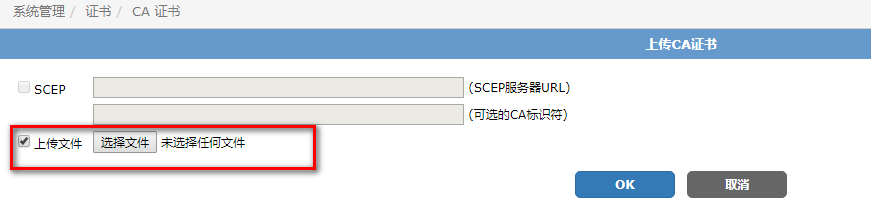 系统管理 / 证书 / CA 证书
上传CA证书
SCEP (SCEP服务器URL)
(可选的CA标识符)
上传文件 选择文件 未选择任何文件
OK 取消